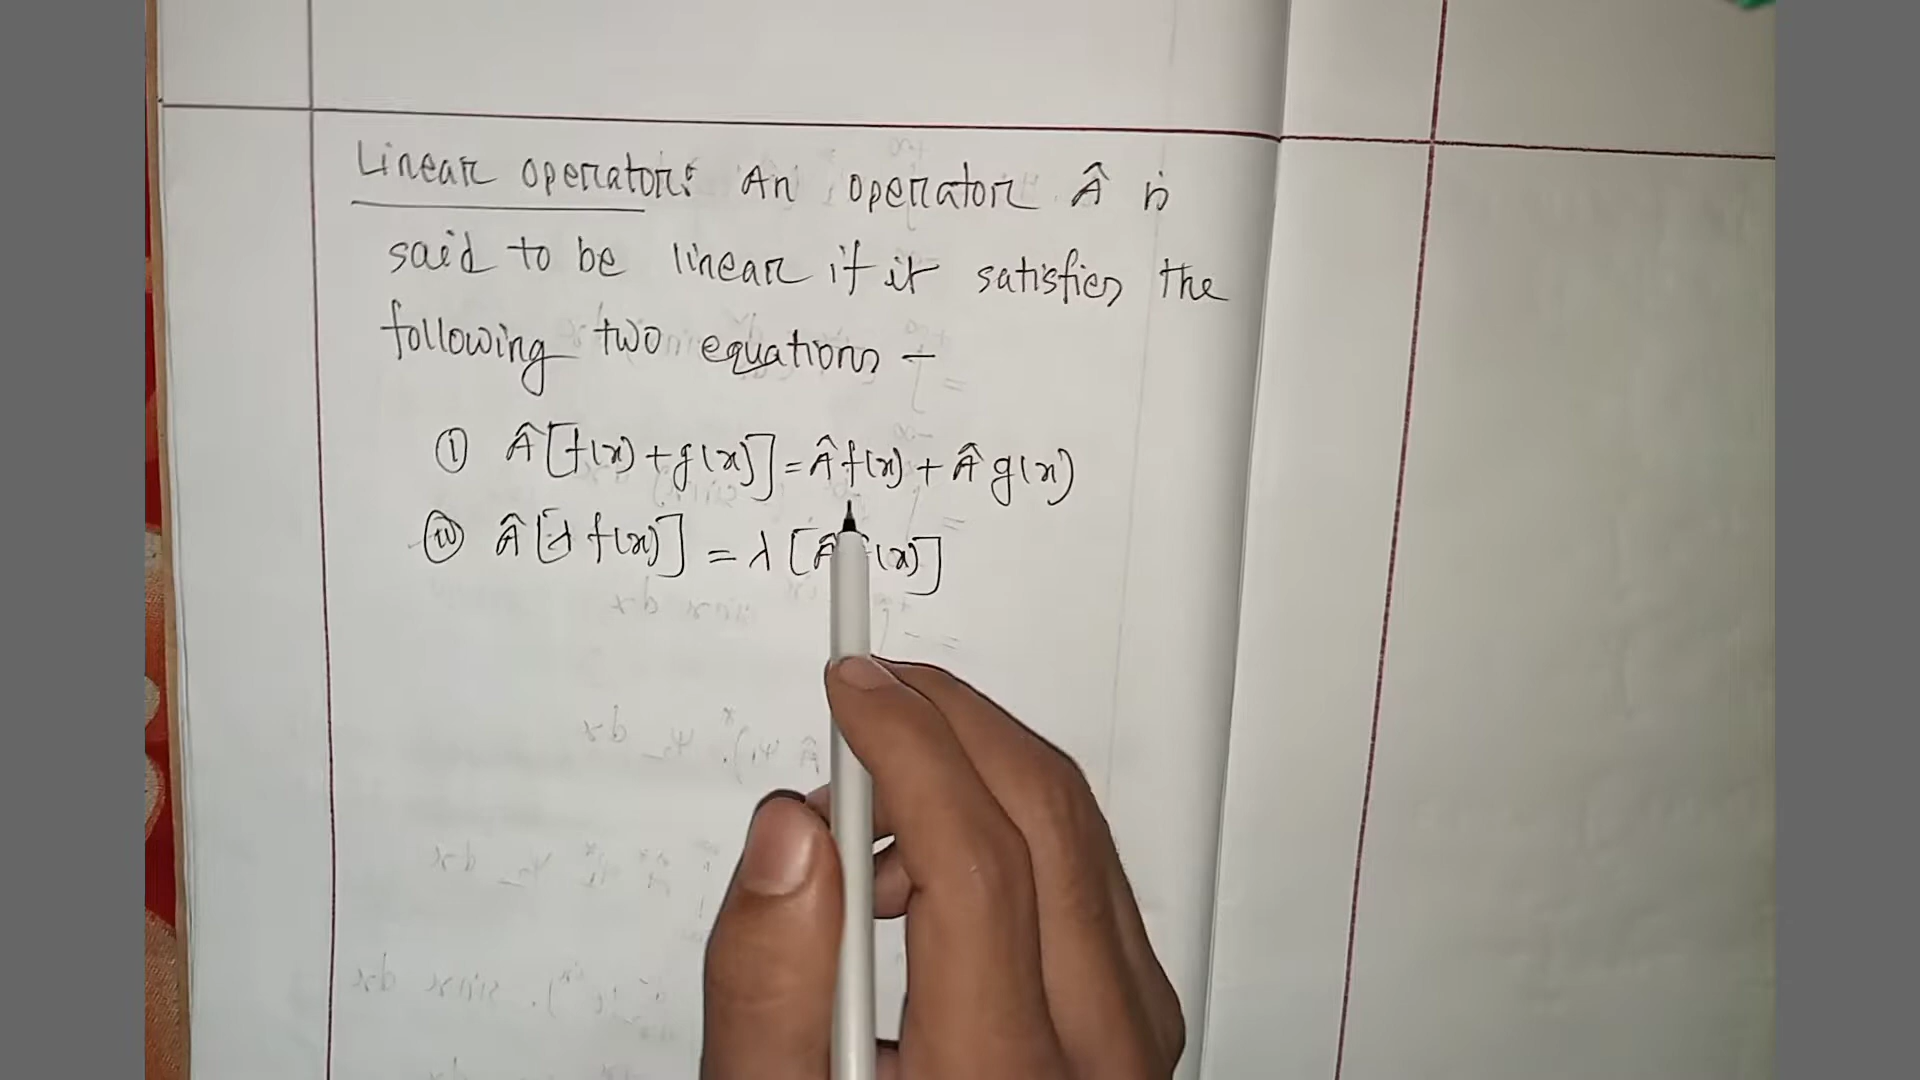 Linear operator: An operator Â is
said to be linear if it satisfies the
following two equations –
(i) Â[f(x)+g(x)] = Âf(x) + Âg(x)
(ii) Â[λ f(x)] = λ[Â f(x)]